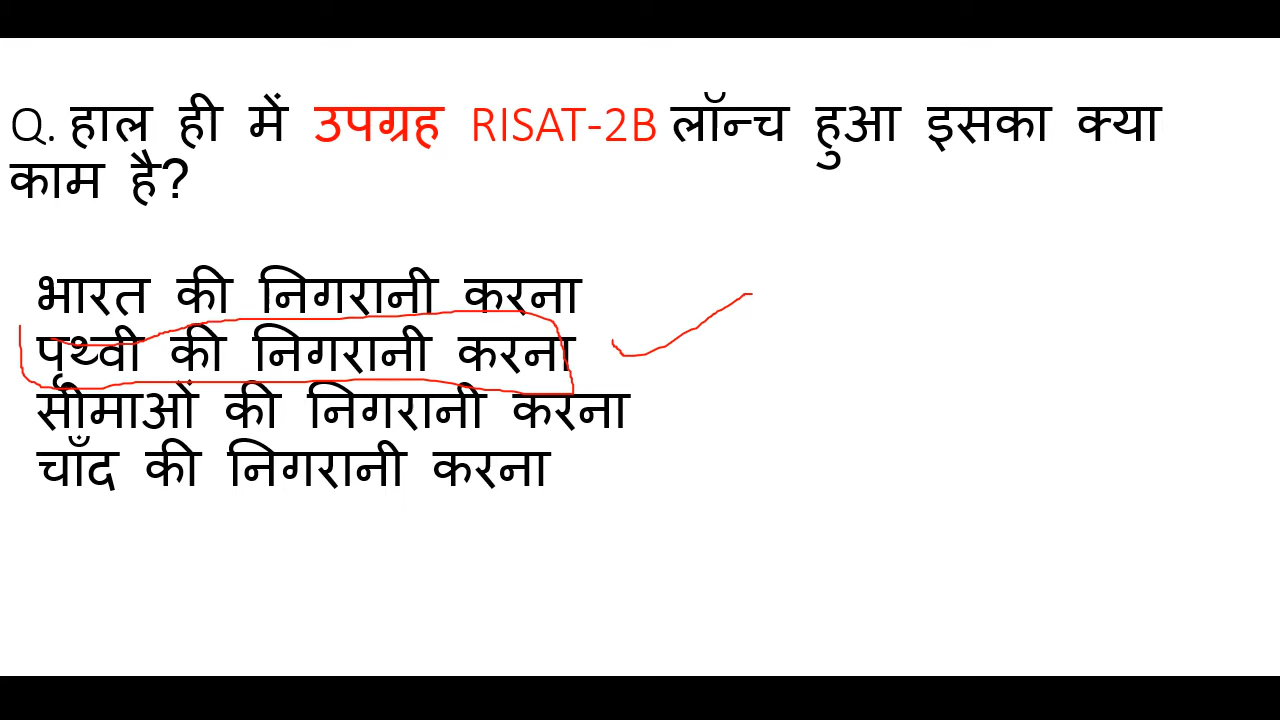 Q. हाल ही में उपग्रह RISAT-2B लॉन्च हुआ इसका क्या
काम है?
भारत की निगरानी करना
पृथ्वी की निगरानी करना
सीमाओं की निगरानी करना
चाँद की निगरानी करना